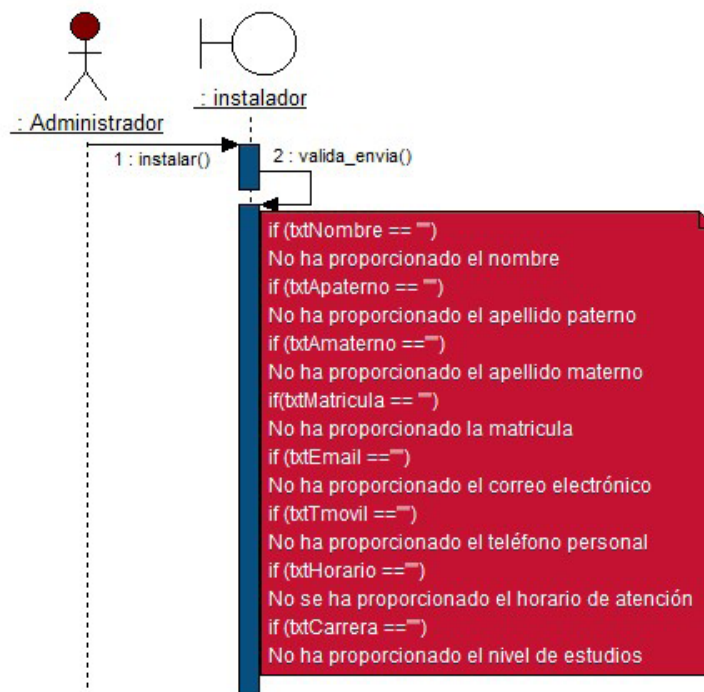 : Administrador
: instalador
1 : instalar()
2 : valida_envia()
if (txtNombre == "")
No ha proporcionado el nombre
if (txtApaterno == "")
No ha proporcionado el apellido paterno
if (txtAmaterno =="")
No ha proporcionado el apellido materno
if(txtMatricula == "")
No ha proporcionado la matricula
if (txtEmail =="")
No ha proporcionado el correo electrónico
if (txtTmovil =="")
No ha proporcionado el teléfono personal
if (txtHorario =="")
No se ha proporcionado el horario de atención
if (txtCarrera =="")
No ha proporcionado el nivel de estudios